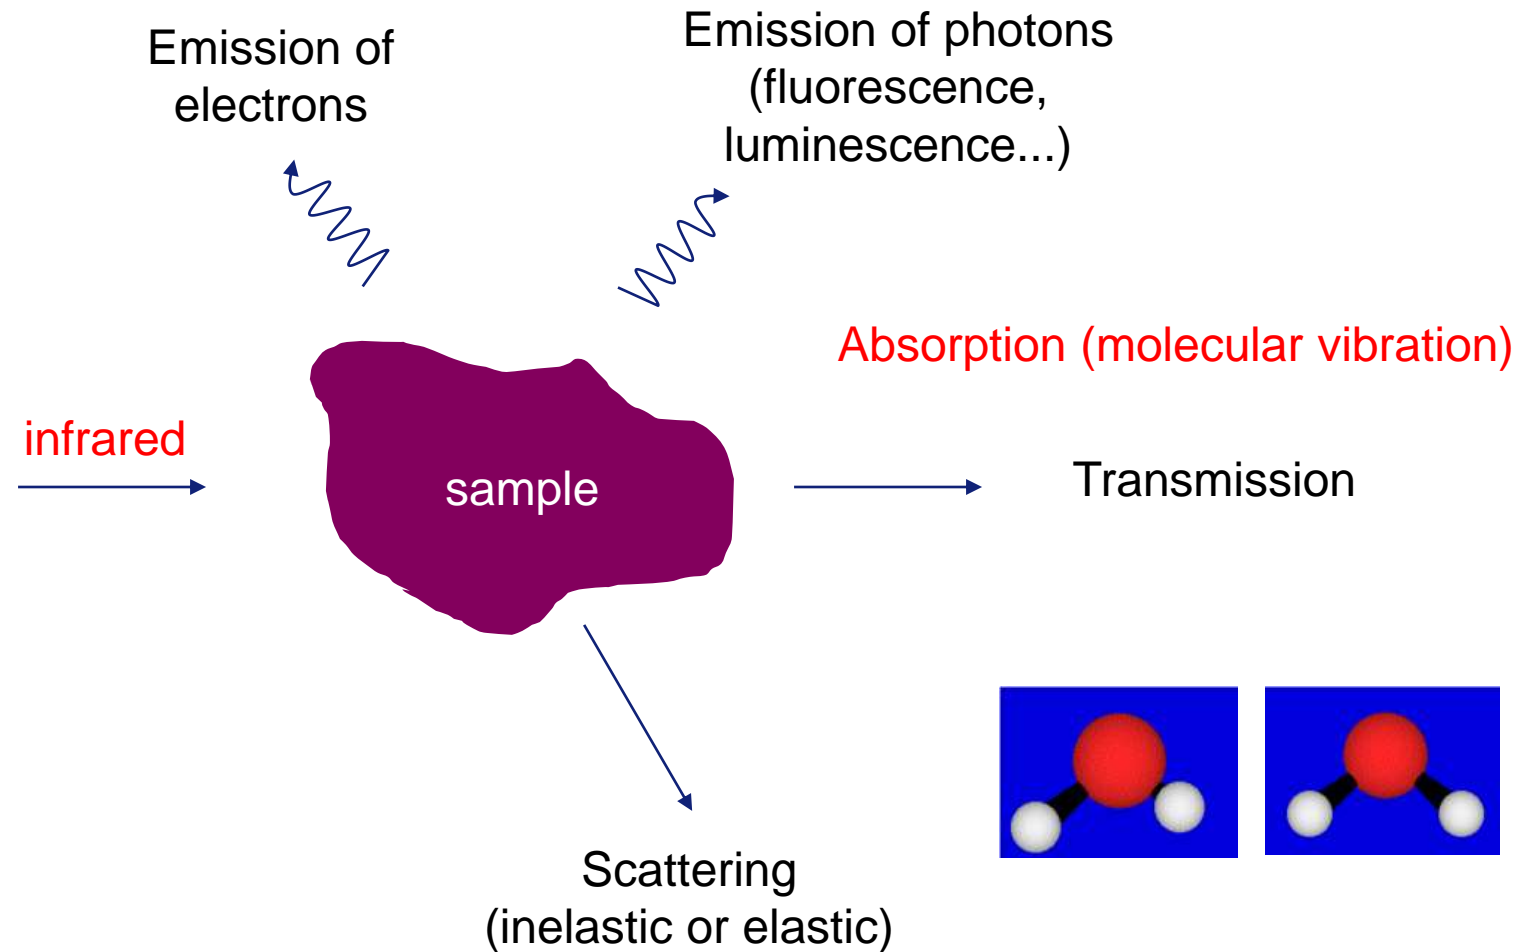 Emission of
electrons
Emission of photons
(fluorescence,
luminescence...)
Absorption (molecular vibration)
infrared
sample
Transmission
Scattering
(inelastic or elastic)